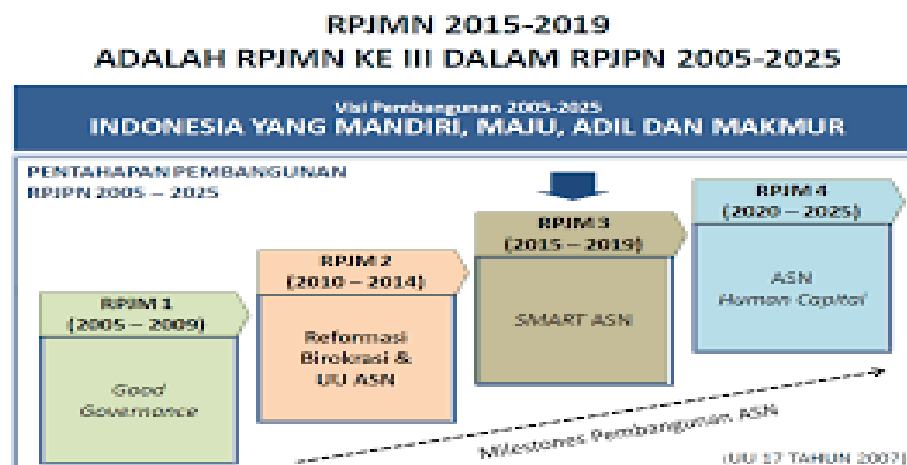 RPJMN 2015-2019
ADALAH RPJMN KE III DALAM RPJPN 2005-2025
Visi Pembangunan 2005-2025
INDONESIA YANG MANDIRI, MAJU, ADIL DAN MAKMUR
PENTAHAPAN PEMBANGUNAN
RPJPN 2005 – 2025
RPJM 1
(2005 – 2009)
Good
Governance
RPJM 2
(2010 – 2014)
Reformasi
Birokrasi &
UU ASN
RPJM 3
(2015 – 2019)
SMART ASN
RPJM 4
(2020 – 2025)
ASN
Human Capital
Milestones Pembangunan ASN
(UU 17 TAHUN 2007)